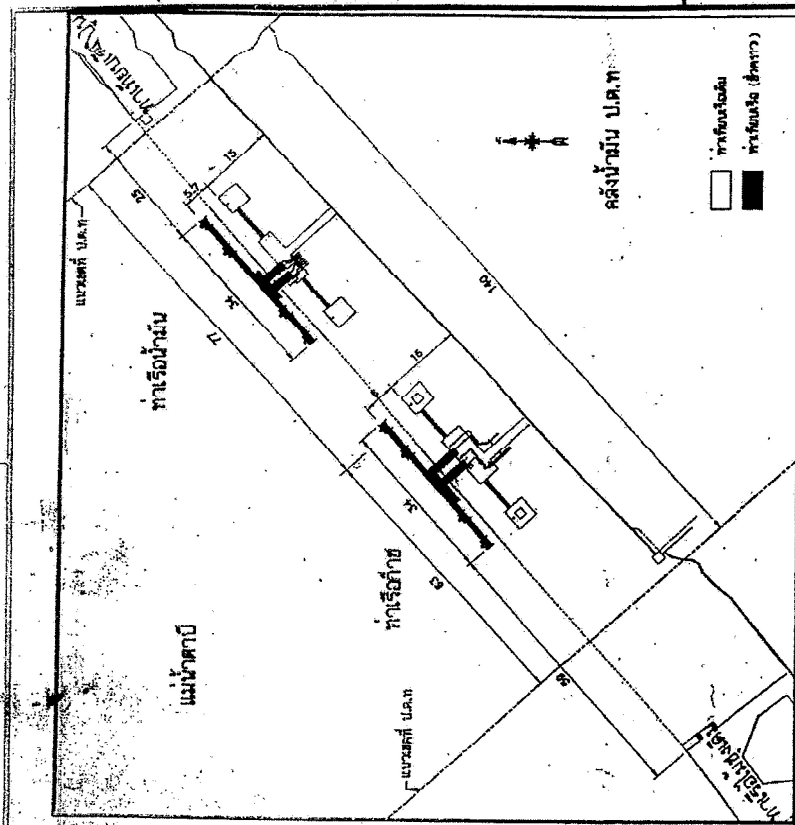 แนวเขตที่ ป.ต.ท
25
5.5
15
34
77
ท่าเรือน้ำมัน
คลังน้ำมัน ป.ต.ท
140
6
16
34
63
ท่าเรือก๊าซ
แม่น้ำตาปี
แนวเขตที่ ป.ต.ท
50
ท่าเทียบเรือเดิม
ท่าเทียบเรือ (ชั่วคราว)